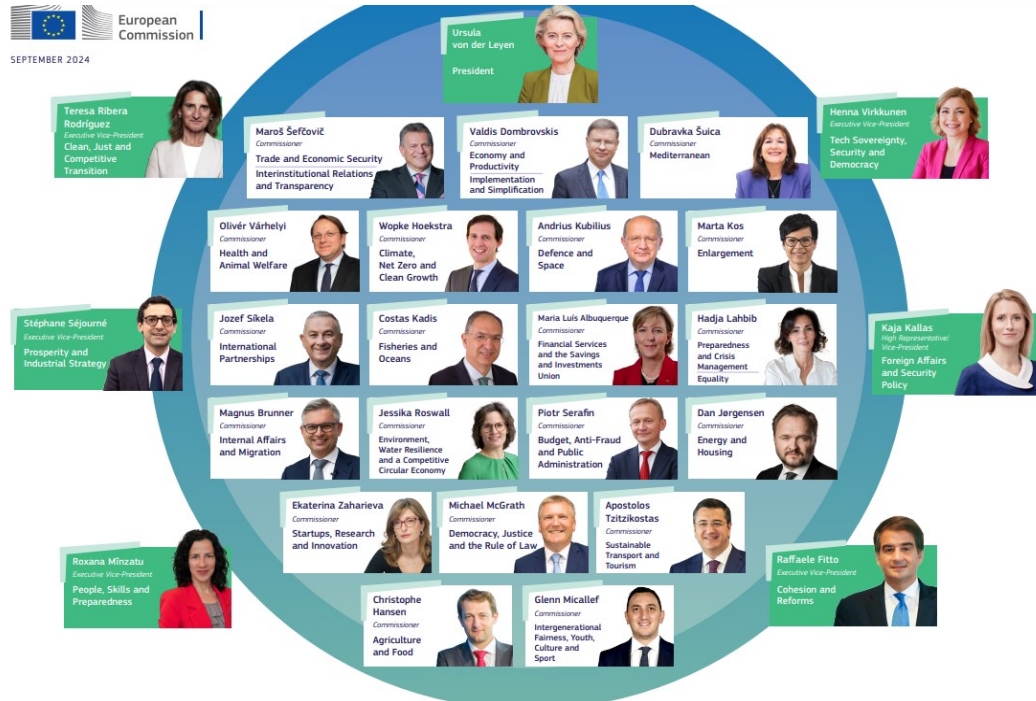 European
Commission
SEPTEMBER 2024
Ursula
von der Leyen
President
Teresa Ribera
Rodríguez
Executive Vice-President
Clean, Just and
Competitive
Transition
Maroš Šefčovič
Commissioner
Trade and Economic Security
Interinstitutional Relations
and Transparency
Valdis Dombrovskis
Commissioner
Economy and
Productivity
Implementation
and Simplification
Dubravka Šuica
Commissioner
Mediterranean
Henna Virkkunen
Executive Vice-President
Tech Sovereignty,
Security and
Democracy
Olivér Várhelyi
Commissioner
Health and
Animal Welfare
Wopke Hoekstra
Commissioner
Climate,
Net Zero and
Clean Growth
Andrius Kubilius
Commissioner
Defence and
Space
Marta Kos
Commissioner
Enlargement
Stéphane Séjourné
Executive Vice-President
Prosperity and
Industrial Strategy
Jozef Síkela
Commissioner
International
Partnerships
Costas Kadis
Commissioner
Fisheries and
Oceans
Maria Luís Albuquerque
Commissioner
Financial Services
and the Savings
and Investments
Union
Hadja Lahbib
Commissioner
Preparedness
and Crisis
Management
Equality
Kaja Kallas
High Representative/
Vice-President
Foreign Affairs
and Security
Policy
Magnus Brunner
Commissioner
Internal Affairs
and Migration
Jessika Roswall
Commissioner
Environment,
Water Resilience
and a Competitive
Circular Economy
Piotr Serafin
Commissioner
Budget, Anti-Fraud
and Public
Administration
Dan Jørgensen
Commissioner
Energy and
Housing
Ekaterina Zaharieva
Commissioner
Startups, Research
and Innovation
Michael McGrath
Commissioner
Democracy, Justice
and the Rule of Law
Apostolos
Tzitzikostas
Commissioner
Sustainable
Transport and
Tourism
Roxana Mînzatu
Executive Vice-President
People, Skills and
Preparedness
Raffaele Fitto
Executive Vice-President
Cohesion and
Reforms
Christophe
Hansen
Commissioner
Agriculture
and Food
Glenn Micallef
Commissioner
Intergenerational
Fairness, Youth,
Culture and
Sport